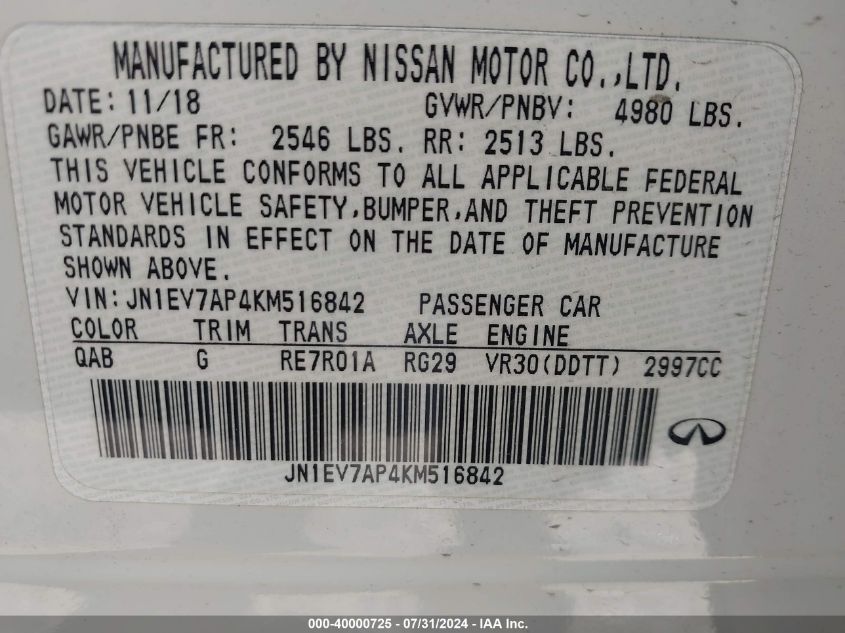 MANUFACTURED BY NISSAN MOTOR CO.,LTD.
DATE: 11/18 GVWR/PNBV: 4980 LBS.
GAWR/PNBE FR: 2546 LBS. RR: 2513 LBS.
THIS VEHICLE CONFORMS TO ALL APPLICABLE FEDERAL
MOTOR VEHICLE SAFETY,BUMPER,AND THEFT PREVENTION
STANDARDS IN EFFECT ON THE DATE OF MANUFACTURE
SHOWN ABOVE.
VIN:JN1EV7AP4KM516842 PASSENGER CAR
COLOR TRIM TRANS AXLE ENGINE
QAB G RE7R01A RG29 VR30(DDTT) 2997CC
JN1EV7AP4KM516842
000-40000725 - 07/31/2024 - IAA Inc.